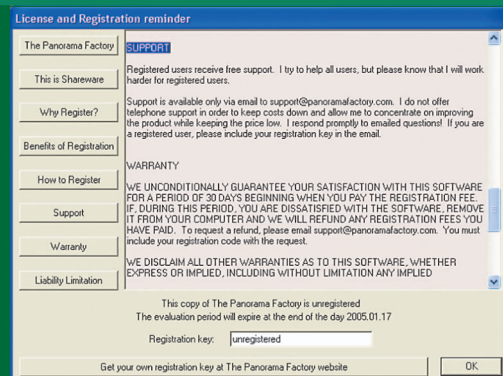 License and Registration reminder
The Panorama Factory
This is Shareware
Why Register?
Benefits of Registration
How to Register
Support
Warranty
Liability Limitation
SUPPORT
Registered users receive free support. I try to help all users, but please know that I will work
harder for registered users.
Support is available only via email to support@panoramafactory.com. I do not offer
telephone support in order to keep costs down and allow me to concentrate on improving
the product while keeping the price low. I respond promptly to emailed questions! If you are
a registered user, please include your registration key in the email.
WARRANTY
WE UNCONDITIONALLY GUARANTEE YOUR SATISFACTION WITH THIS SOFTWARE
FOR A PERIOD OF 30 DAYS BEGINNING WHEN YOU PAY THE REGISTRATION FEE.
IF, DURING THIS PERIOD, YOU ARE DISSATISFIED WITH THE SOFTWARE, REMOVE
IT FROM YOUR COMPUTER AND WE WILL REFUND ANY REGISTRATION FEES YOU
HAVE PAID. To request a refund, please email support@panoramafactory.com. You must
include your registration code with the request.
WE DISCLAIM ALL OTHER WARRANTIES AS TO THIS SOFTWARE, WHETHER
EXPRESS OR IMPLIED, INCLUDING WITHOUT LIMITATION ANY IMPLIED
This copy of The Panorama Factory is unregistered
The evaluation period will expire at the end of the day 2005.01.17
Registration key: unregistered
Get your own registration key at The Panorama Factory website
OK